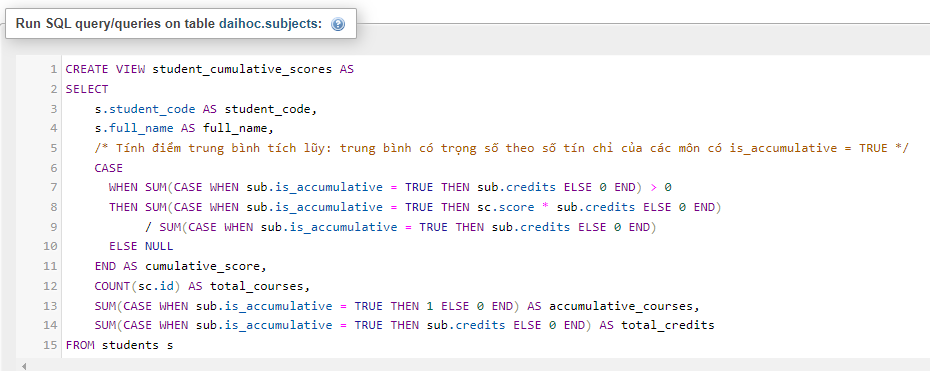 Run SQL query/queries on table daihoc.subjects:
1 CREATE VIEW student_cumulative_scores AS
2 SELECT
3 s.student_code AS student_code,
4 s.full_name AS full_name,
5 /* Tính điểm trung bình tích lũy: trung bình có trọng số theo số tín chỉ của các môn có is_accumulative = TRUE */
6 CASE
7 WHEN SUM(CASE WHEN sub.is_accumulative = TRUE THEN sub.credits ELSE 0 END) > 0
8 THEN SUM(CASE WHEN sub.is_accumulative = TRUE THEN sc.score * sub.credits ELSE 0 END)
9 / SUM(CASE WHEN sub.is_accumulative = TRUE THEN sub.credits ELSE 0 END)
10 ELSE NULL
11 END AS cumulative_score,
12 COUNT(sc.id) AS total_courses,
13 SUM(CASE WHEN sub.is_accumulative = TRUE THEN 1 ELSE 0 END) AS accumulative_courses,
14 SUM(CASE WHEN sub.is_accumulative = TRUE THEN sub.credits ELSE 0 END) AS total_credits
15 FROM students s